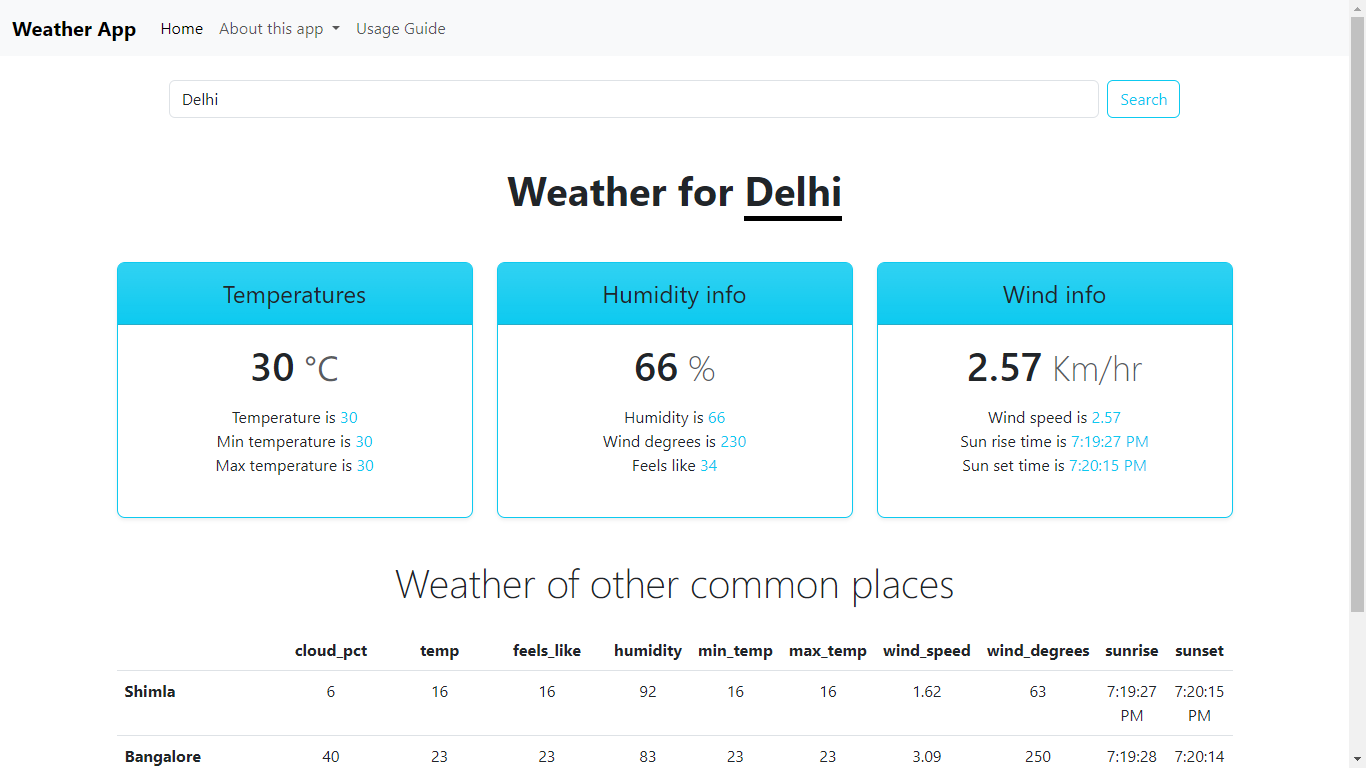 Weather App Home About this app Usage Guide
Delhi Search
Weather for Delhi
Temperatures
30 °C
Temperature is 30
Min temperature is 30
Max temperature is 30
Humidity info
66 %
Humidity is 66
Wind degrees is 230
Feels like 34
Wind info
2.57 Km/hr
Wind speed is 2.57
Sun rise time is 7:19:27 PM
Sun set time is 7:20:15 PM
Weather of other common places
cloud_pct temp feels_like humidity min_temp max_temp wind_speed wind_degrees sunrise sunset
Shimla 6 16 16 92 16 16 1.62 63 7:19:27 7:20:15
PM PM
Bangalore 40 23 23 83 23 23 3.09 250 7:19:28 7:20:14